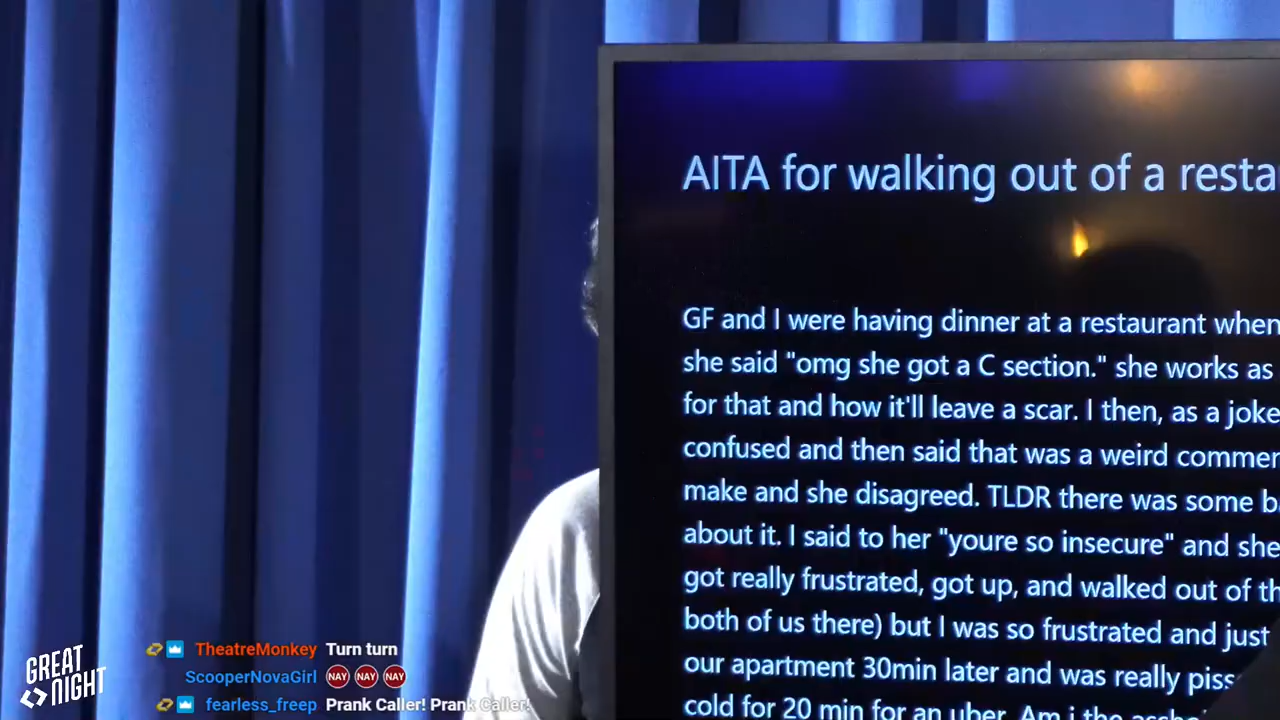 AITA for walking out of a resta
GF and I were having dinner at a restaurant when
she said "omg she got a C section." she works as
for that and how it'll leave a scar. I then, as a joke
confused and then said that was a weird commen
make and she disagreed. TLDR there was some ba
about it. I said to her "youre so insecure" and she
got really frustrated, got up, and walked out of th
both of us there) but I was so frustrated and just
our apartment 30min later and was really piss
cold for 20 min for an uber. Am i the assh
GREAT
NIGHT
TheatreMonkey Turn turn
ScooperNovaGirl NAY NAY NAY
fearless_freep Prank Caller! Prank Caller!